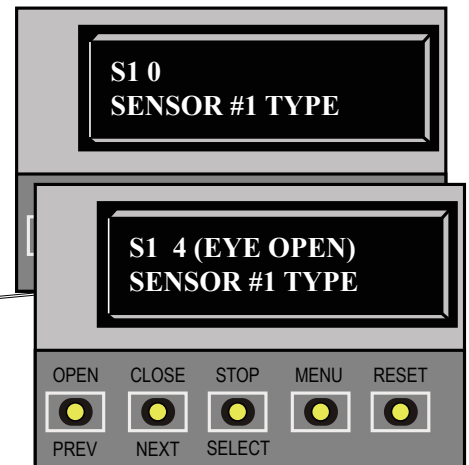 S1 0
SENSOR #1 TYPE
S1 4 (EYE OPEN)
SENSOR #1 TYPE
OPEN CLOSE STOP MENU RESET
PREV NEXT SELECT